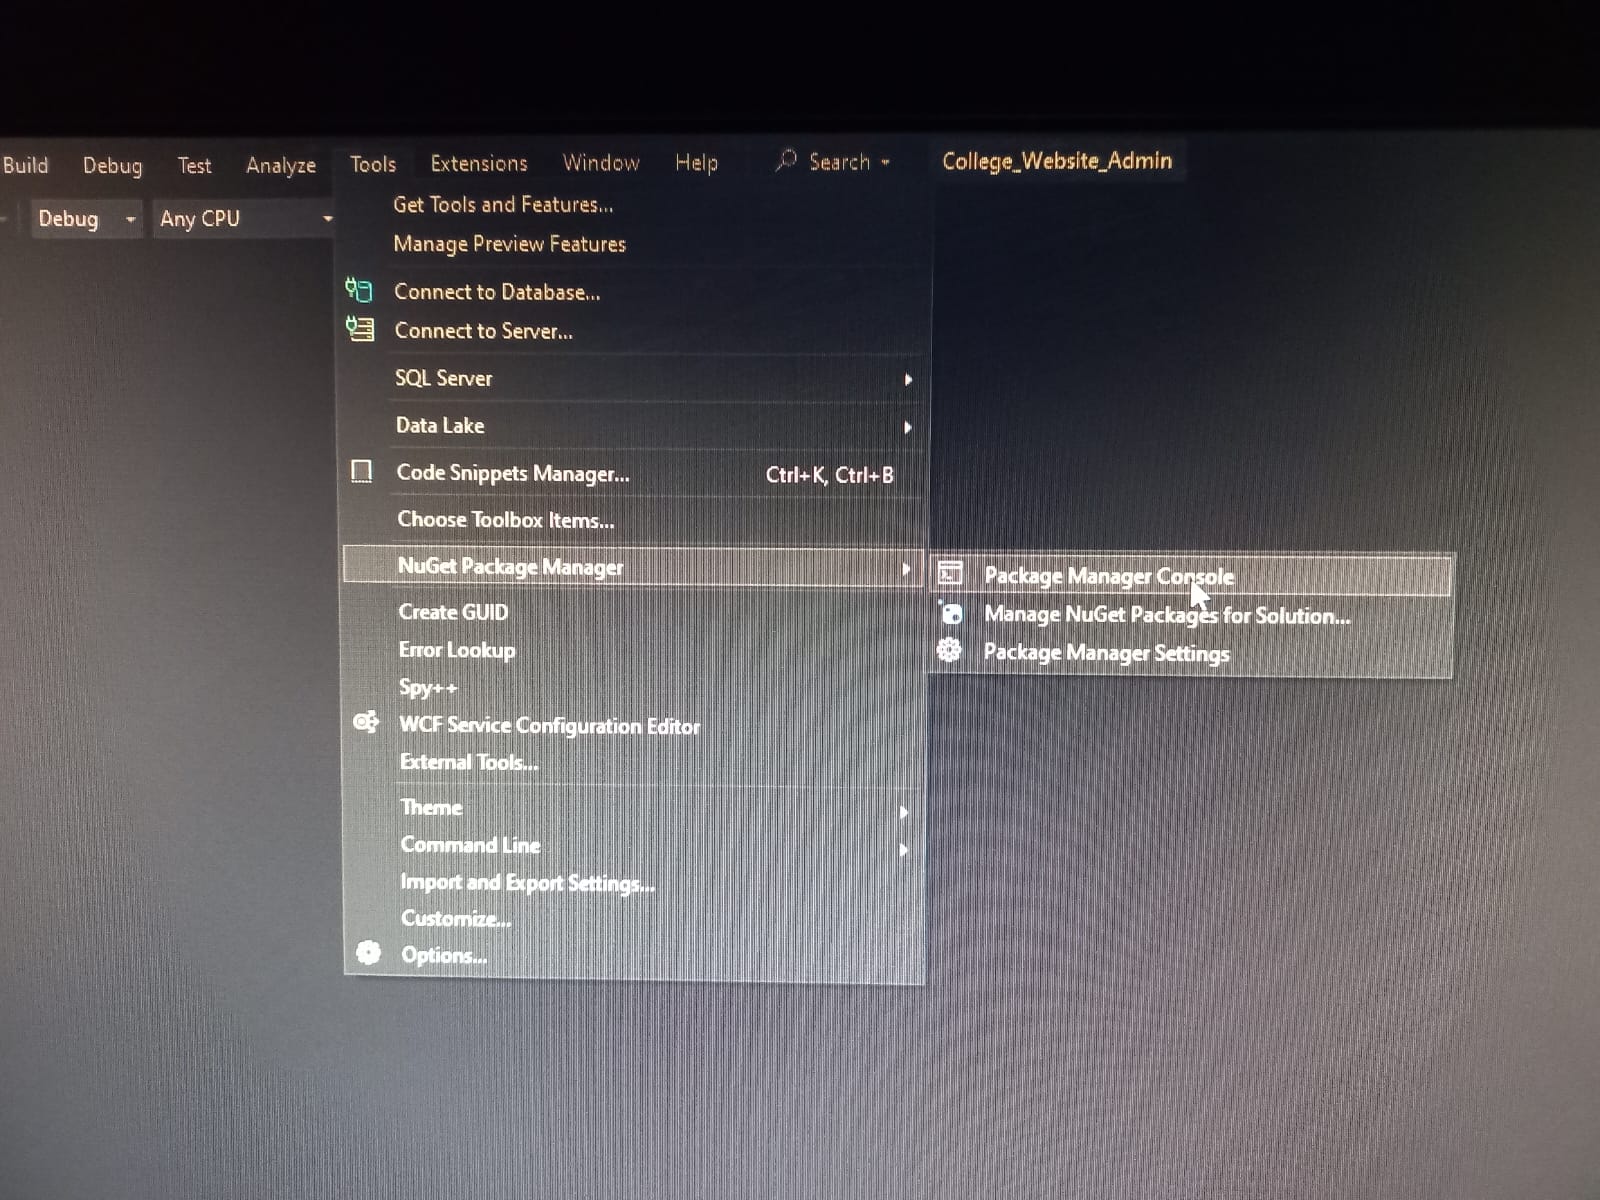 Build Debug Test Analyze Tools Extensions Window Help Search College_Website_Admin
Debug Any CPU
Get Tools and Features...
Manage Preview Features
Connect to Database...
Connect to Server...
SQL Server
Data Lake
Code Snippets Manager... Ctrl+K, Ctrl+B
Choose Toolbox Items...
NuGet Package Manager
Package Manager Console
Manage NuGet Packages for Solution...
Package Manager Settings
Create GUID
Error Lookup
Spy++
WCF Service Configuration Editor
External Tools...
Theme
Command Line
Import and Export Settings...
Customize...
Options...